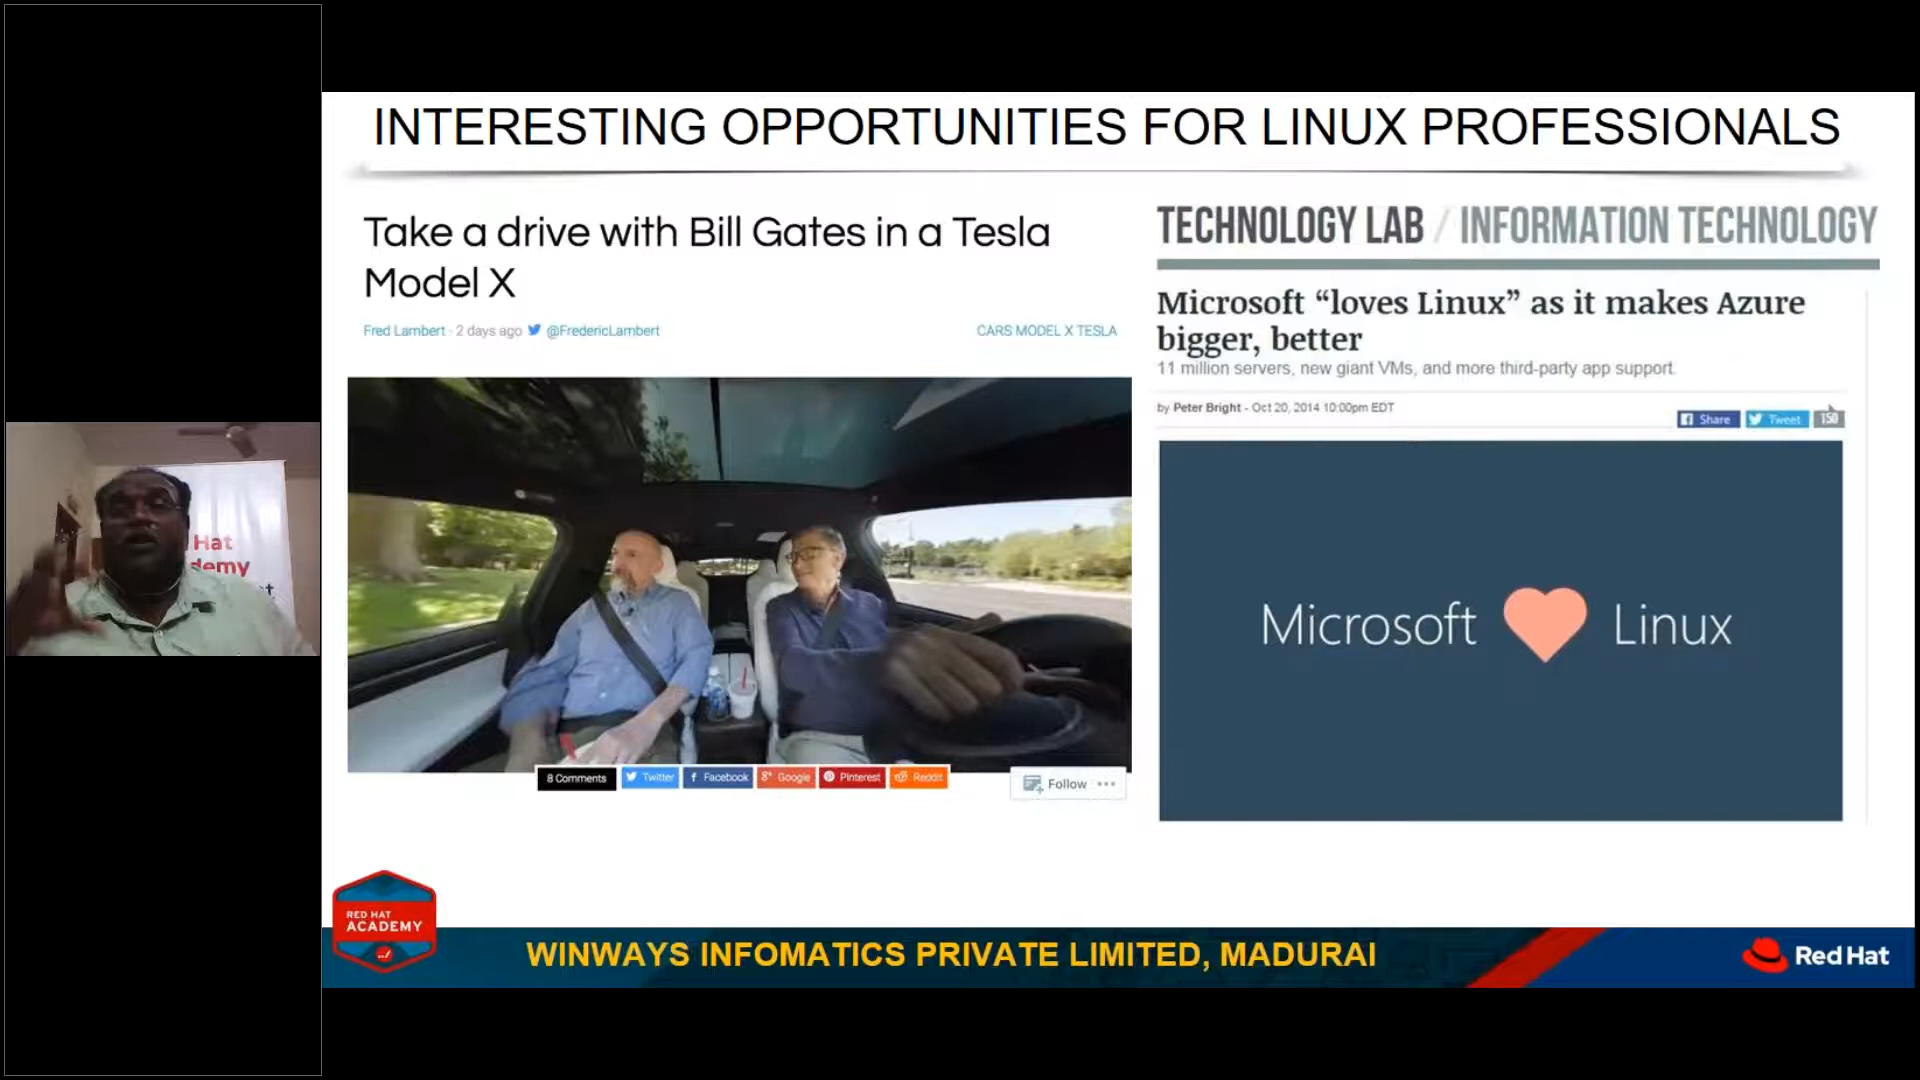 INTERESTING OPPORTUNITIES FOR LINUX PROFESSIONALS
Take a drive with Bill Gates in a Tesla
Model X
Fred Lambert - 2 days ago @FredericLambert
CARS MODEL X TESLA
8 Comments
Twitter
Facebook
Google
Pinterest
Reddit
Follow
TECHNOLOGY LAB / INFORMATION TECHNOLOGY
Microsoft “loves Linux” as it makes Azure
bigger, better
11 million servers, new giant VMs, and more third-party app support.
by Peter Bright - Oct 20, 2014 10:00pm EDT
Share
Tweet
150
Microsoft Linux
Hat
demy
RED HAT
ACADEMY
WINWAYS INFOMATICS PRIVATE LIMITED, MADURAI
Red Hat